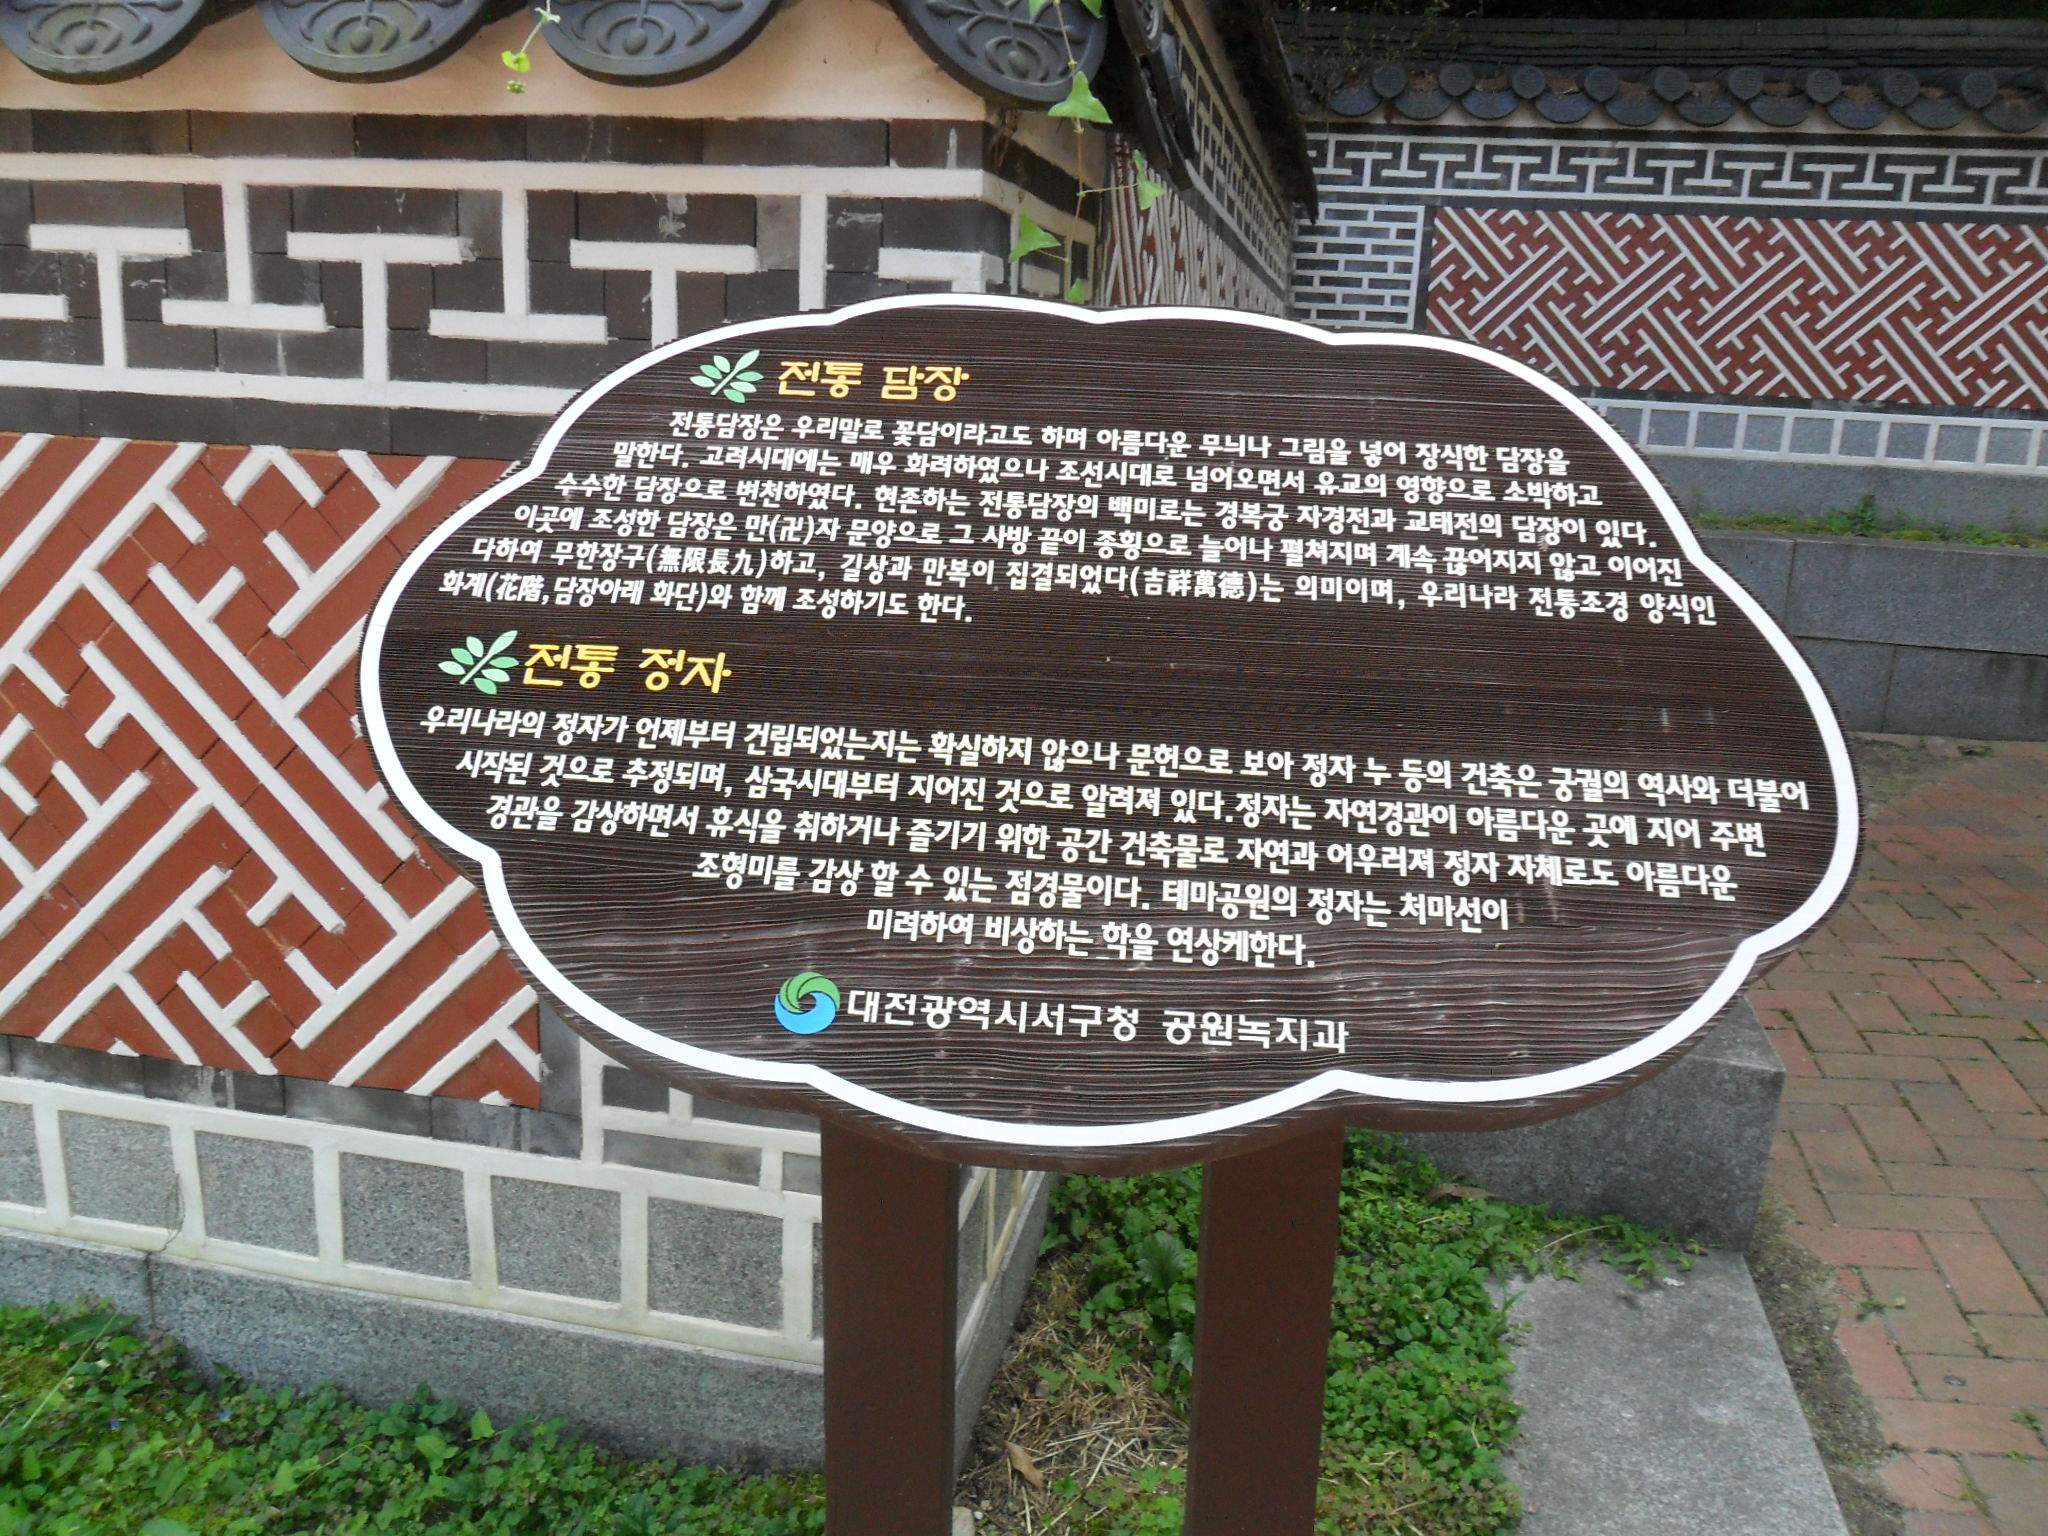 전통 담장
전통담장은 우리말로 꽃담이라고도 하며 아름다운 무늬나 그림을 넣어 장식한 담장을
말한다. 고려시대에는 매우 화려하였으나 조선시대로 넘어오면서 유교의 영향으로 소박하고
수수한 담장으로 변천하였다. 현존하는 전통담장의 백미로는 경복궁 자경전과 교태전의 담장이 있다.
이곳에 조성한 담장은 만(卍)자 문양으로 그 사방 끝이 종횡으로 늘어나 펼쳐지며 계속 끊어지지 않고 이어진
다하여 무한장구(無限長九)하고, 길상과 만복이 집결되었다(吉祥萬德)는 의미이며, 우리나라 전통조경 양식인
화계(花階, 담장아래 화단)와 함께 조성하기도 한다.
전통 정자
우리나라의 정자가 언제부터 건립되었는지는 확실하지 않으나 문헌으로 보아 정자 누 등의 건축은 궁궐의 역사와 더불어
시작된 것으로 추정되며, 삼국시대부터 지어진 것으로 알려져 있다.정자는 자연경관이 아름다운 곳에 지어 주변
경관을 감상하면서 휴식을 취하거나 즐기기 위한 공간 건축물로 자연과 어우러져 정자 자체로도 아름다운
조형미를 감상 할 수 있는 점경물이다. 테마공원의 정자는 처마선이
미려하여 비상하는 학을 연상케한다.
대전광역시서구청 공원녹지과